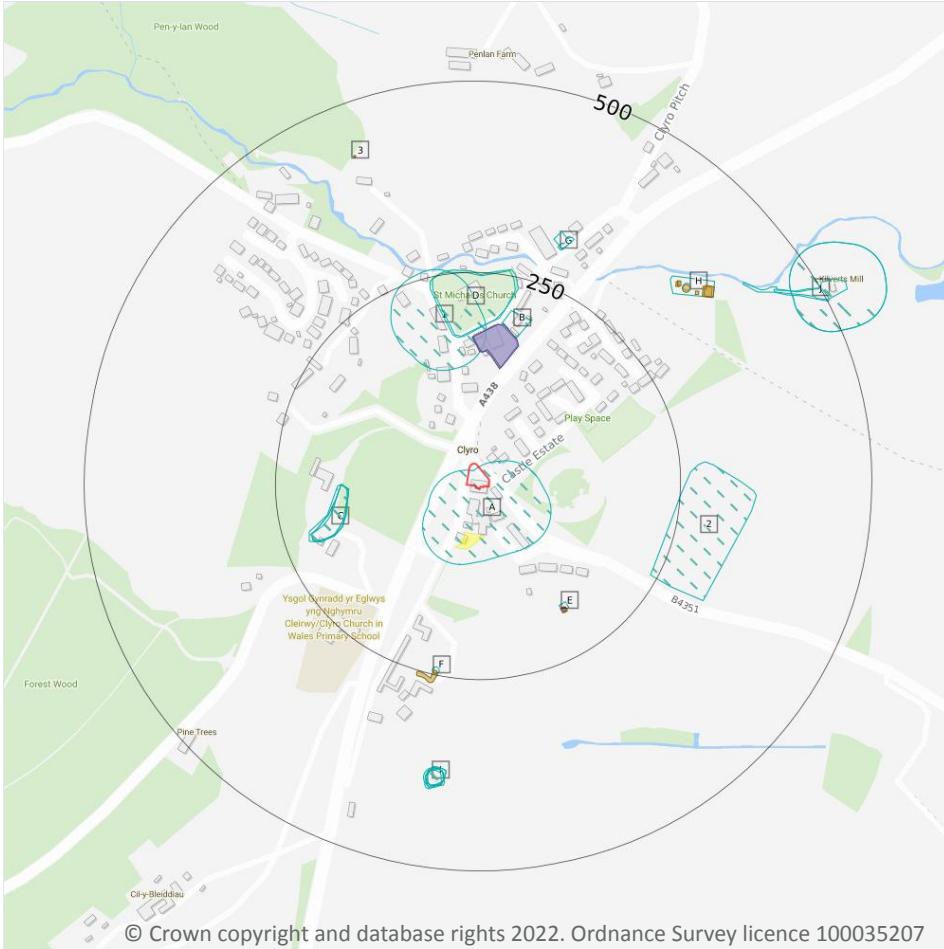 Pen-y-lan Wood
Penlan Farm
500
Clyro Pitch
3
G
250
H
Kilverts Mill
D
St Michaels Church
B
A438
Play Space
Clyro
Castle Estate
A
C
2
E
B4351
Ysgol Gynradd yr Eglwys
yng Nghymru
Cleirwy/Clyro Church in
Wales Primary School
F
Forest Wood
Pine Trees
Cil-y-Bleiddiau
© Crown copyright and database rights 2022. Ordnance Survey licence 100035207